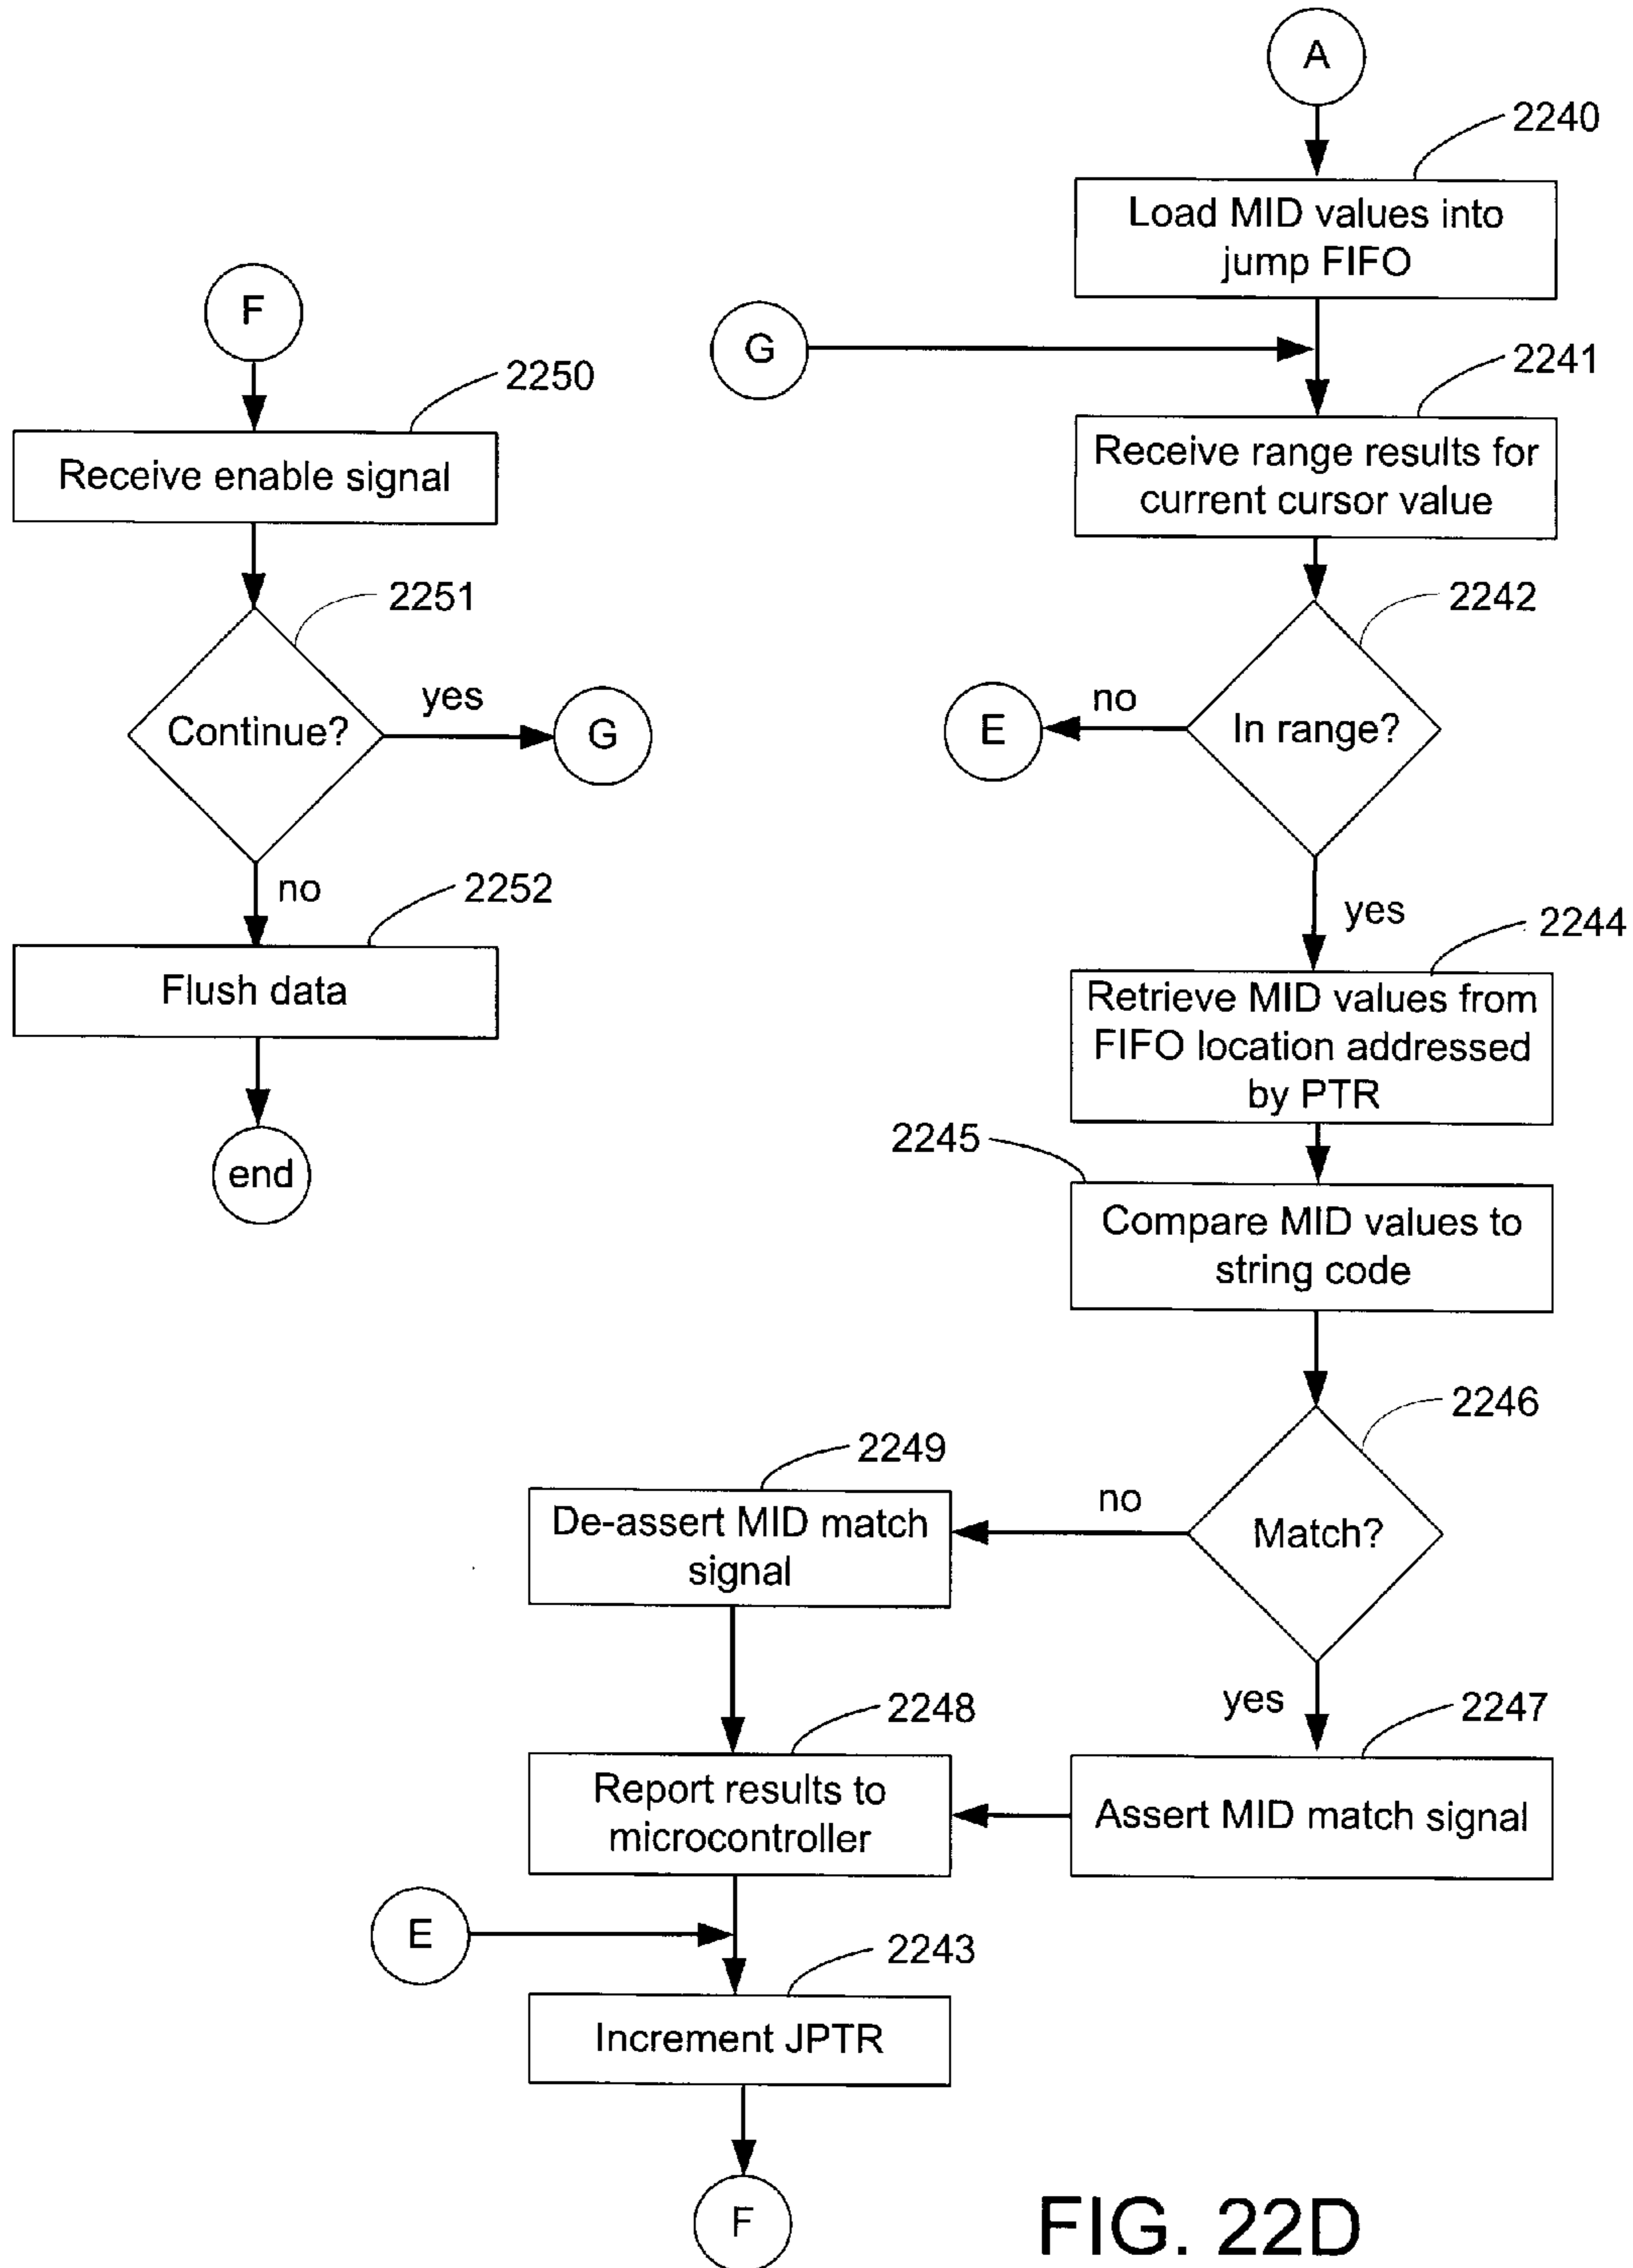 A
2240
Load MID values into
jump FIFO
G
2241
Receive range results for
current cursor value
2242
In range?
no
E
yes
2244
Retrieve MID values from
FIFO location addressed
by PTR
2245
Compare MID values to
string code
2246
Match?
no
2249
De-assert MID match
signal
yes
2247
Assert MID match signal
2248
Report results to
microcontroller
E
2243
Increment JPTR
F
F
2250
Receive enable signal
2251
Continue?
yes
G
no
2252
Flush data
end
FIG. 22D